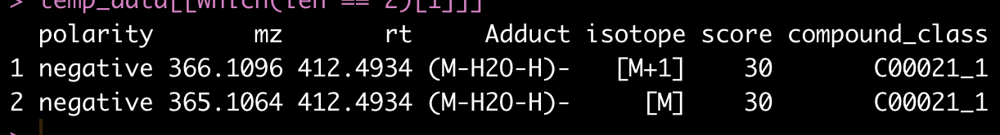 > temp_data[[which(len == 2)[1]]]
polarity mz rt Adduct isotope score compound_class
1 negative 366.1096 412.4934 (M-H2O-H)- [M+1] 30 C00021_1
2 negative 365.1064 412.4934 (M-H2O-H)- [M] 30 C00021_1
>